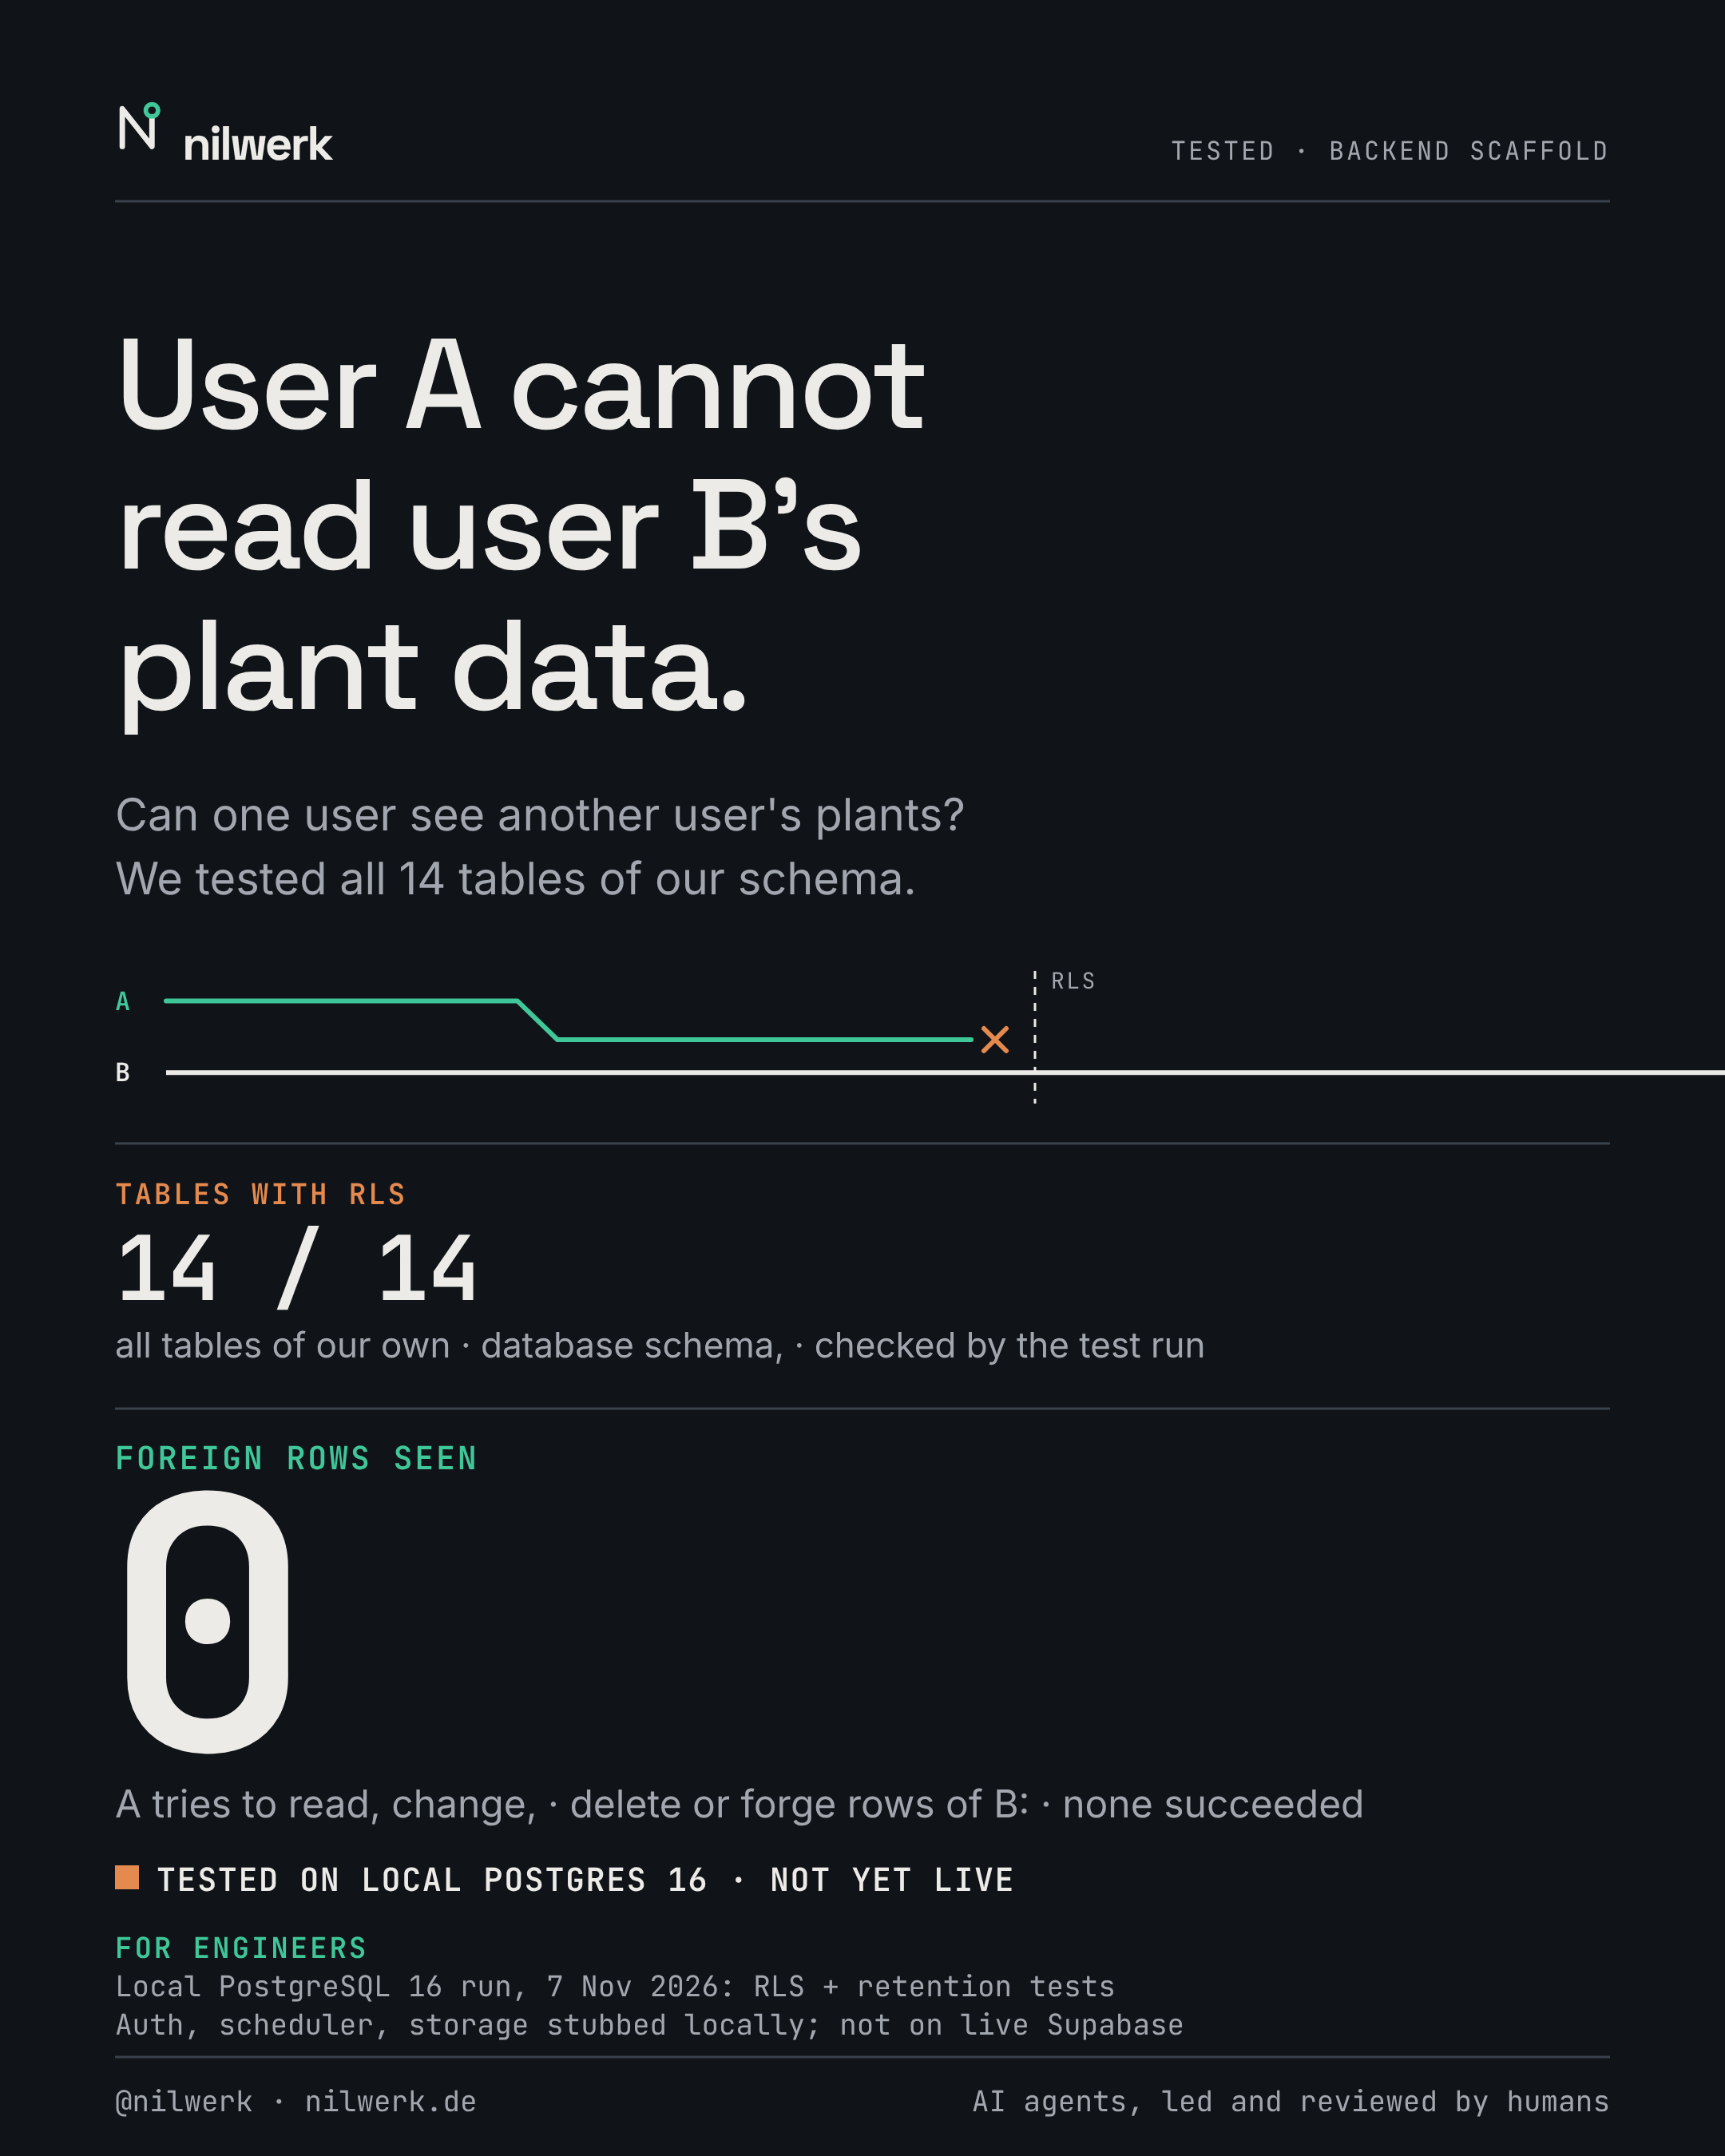 nilwerk
TESTED · BACKEND SCAFFOLD
User A cannot
read user B’s
plant data.
Can one user see another user's plants?
We tested all 14 tables of our schema.
RLS
A
B
TABLES WITH RLS
14 / 14
all tables of our own · database schema, · checked by the test run
FOREIGN ROWS SEEN
0
A tries to read, change, · delete or forge rows of B: · none succeeded
TESTED ON LOCAL POSTGRES 16 · NOT YET LIVE
FOR ENGINEERS
Local PostgreSQL 16 run, 7 Nov 2026: RLS + retention tests
Auth, scheduler, storage stubbed locally; not on live Supabase
@nilwerk · nilwerk.de
AI agents, led and reviewed by humans